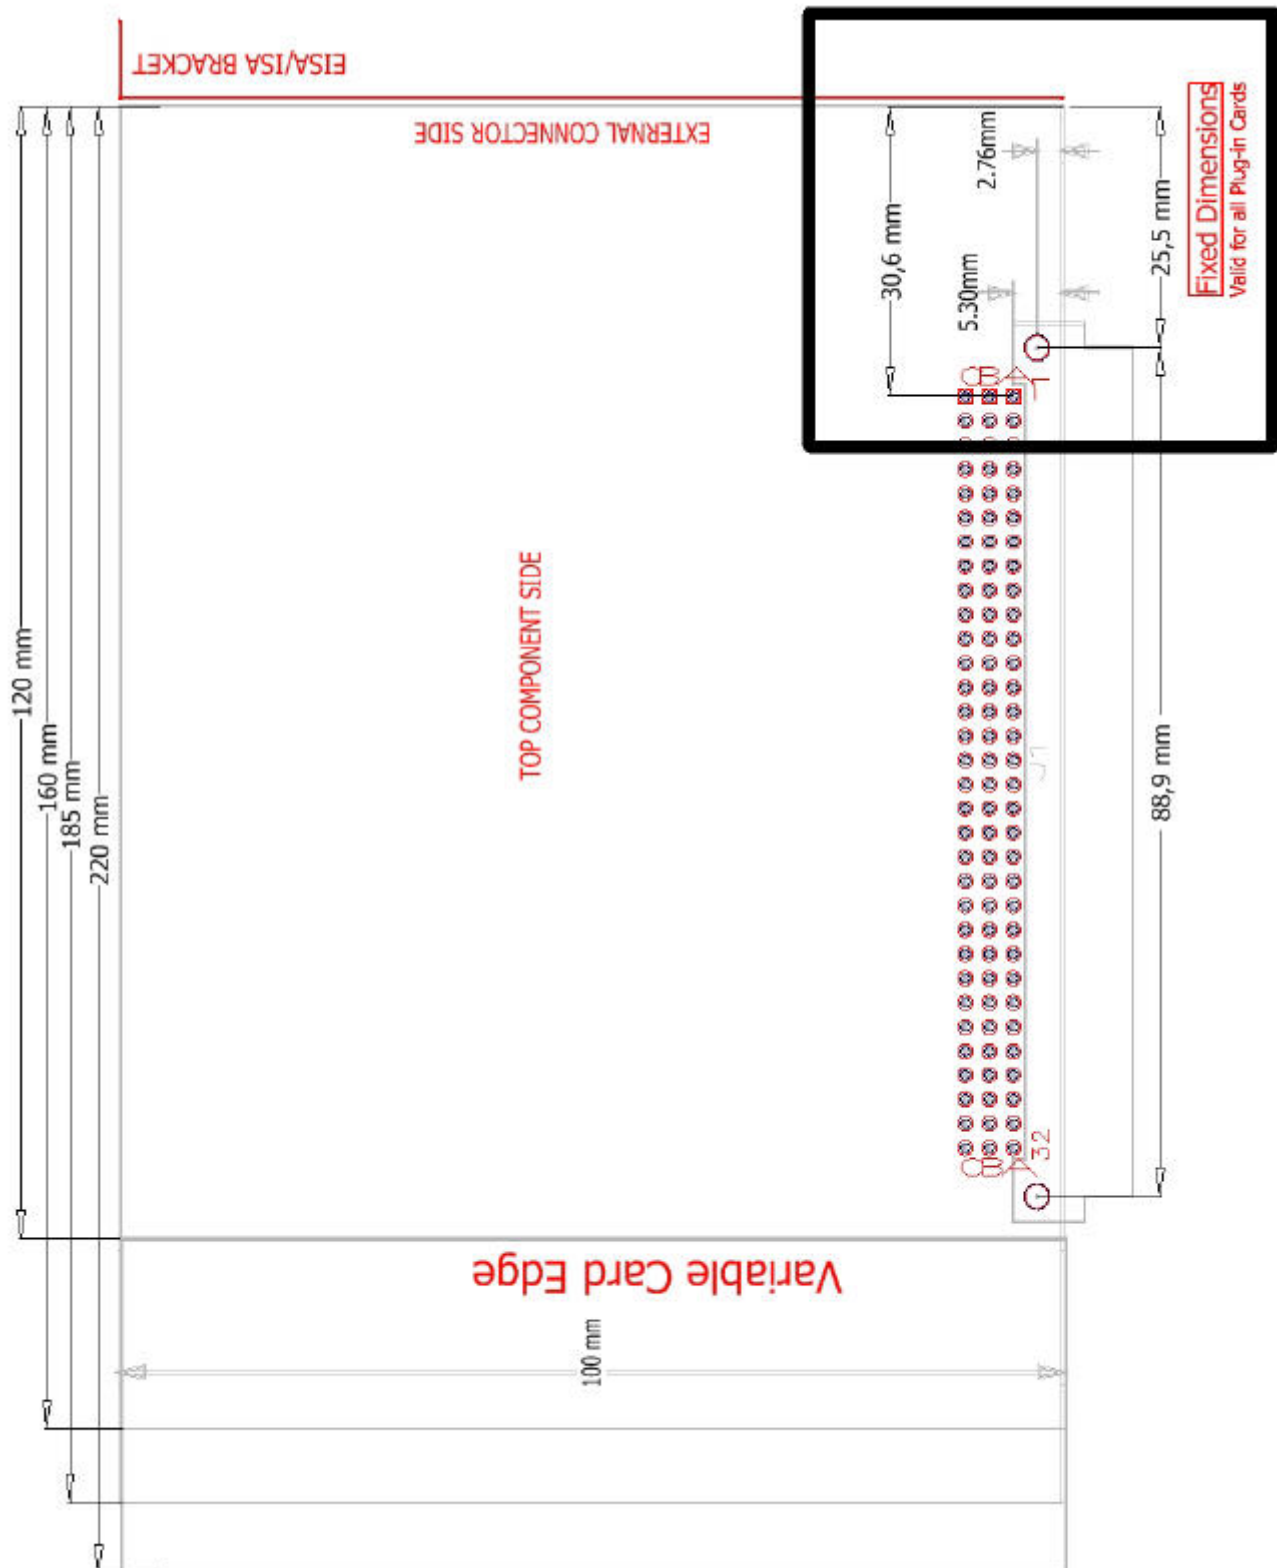 EISA/ISA BRACKET
EXTERNAL CONNECTOR SIDE
Fixed Dimensions
Valid for all Plug-In Cards
2.76mm
30,6 mm
25,5 mm
5.30mm
CBA
1
TOP COMPONENT SIDE
120 mm
160 mm
185 mm
220 mm
J1
88,9 mm
CBA
32
Variable Card Edge
100 mm